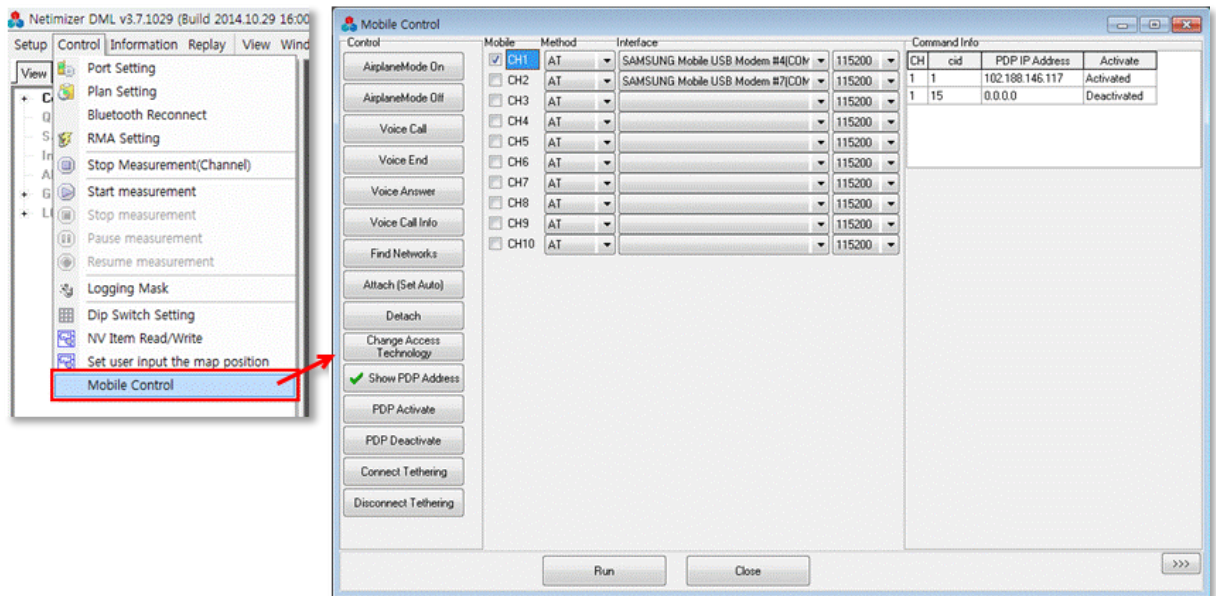 Netimizer DML v3.7.1029 (Build 2014.10.29 16:00
Setup Control Information Replay View Wind
View
Port Setting
Plan Setting
Bluetooth Reconnect
RMA Setting
Stop Measurement(Channel)
Start measurement
Stop measurement
Pause measurement
Resume measurement
Logging Mask
Dip Switch Setting
NV Item Read/Write
Set user input the map position
Mobile Control
Mobile Control
Control
AirplaneMode On
AirplaneMode Off
Voice Call
Voice End
Voice Answer
Voice Call Info
Find Networks
Attach (Set Auto)
Detach
Change Access
Technology
Show PDP Address
PDP Activate
PDP Deactivate
Connect Tethering
Disconnect Tethering
Mobile Method Interface
CH1 AT SAMSUNG Mobile USB Modem #4(COM 115200
CH2 AT SAMSUNG Mobile USB Modem #7(COM 115200
CH3 AT 115200
CH4 AT 115200
CH5 AT 115200
CH6 AT 115200
CH7 AT 115200
CH8 AT 115200
CH9 AT 115200
CH10 AT 115200
Command Info
CH cid PDP IP Address Activate
1 1 102.188.146.117 Activated
1 15 0.0.0.0 Deactivated
Run Close >>>